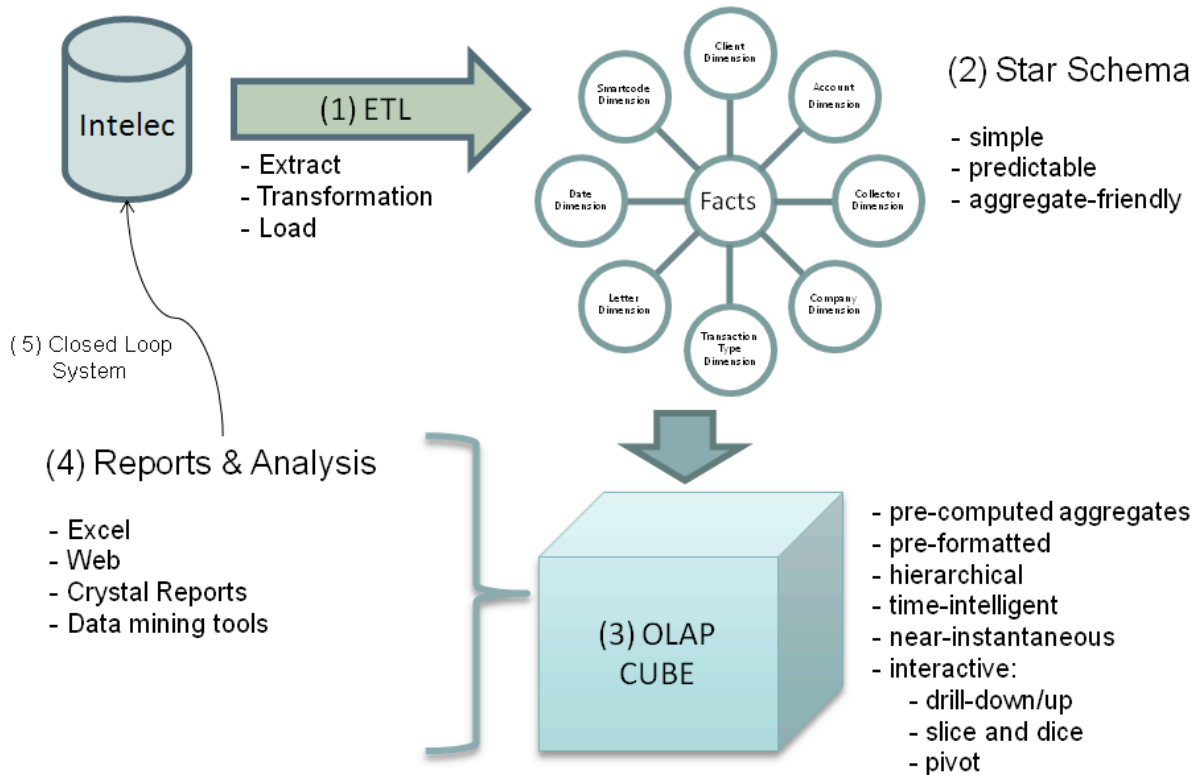 Intelec
(1) ETL
- Extract
- Transformation
- Load
Client
Dimension
Account
Dimension
Collector
Dimension
Company
Dimension
Transaction
Type
Dimension
Letter
Dimension
Date
Dimension
Smartcode
Dimension
Facts
(2) Star Schema
- simple
- predictable
- aggregate-friendly
(3) OLAP
CUBE
- pre-computed aggregates
- pre-formatted
- hierarchical
- time-intelligent
- near-instantaneous
- interactive:
- drill-down/up
- slice and dice
- pivot
(4) Reports & Analysis
- Excel
- Web
- Crystal Reports
- Data mining tools
(5) Closed Loop
System